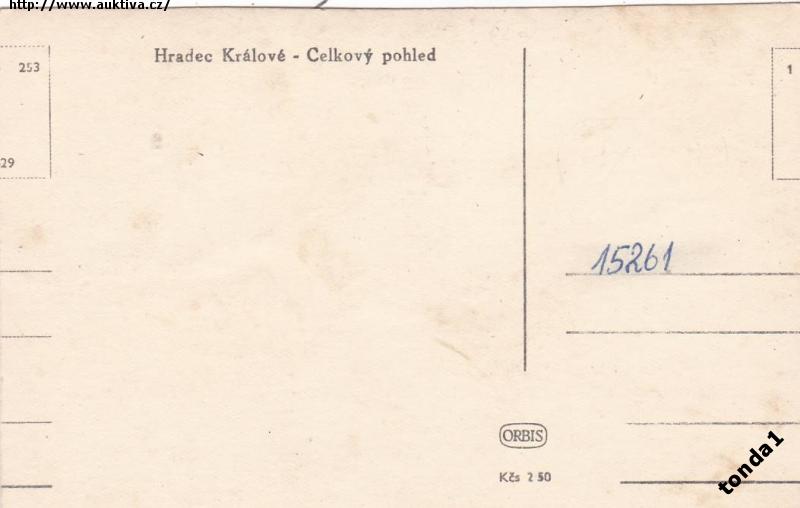 http://www.auktiva.cz/
253
Hradec Králové - Celkový pohled
1
29
15261
ORBIS
Kčs 2 50
tonda1